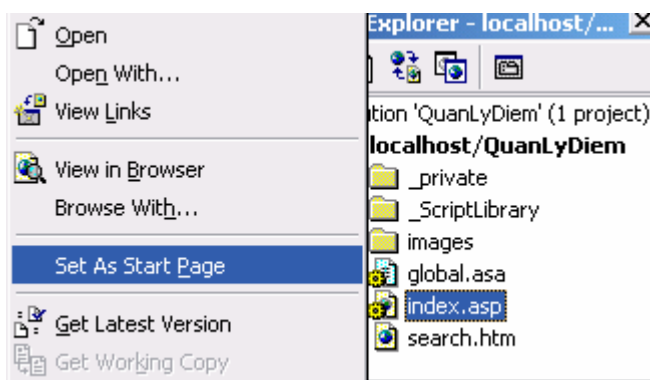 Open
Open With...
View Links
View in Browser
Browse With...
Set As Start Page
Get Latest Version
Get Working Copy
Explorer - localhost/...
tion 'QuanLyDiem' (1 project)
localhost/QuanLyDiem
_private
_ScriptLibrary
images
global.asa
index.asp
search.htm